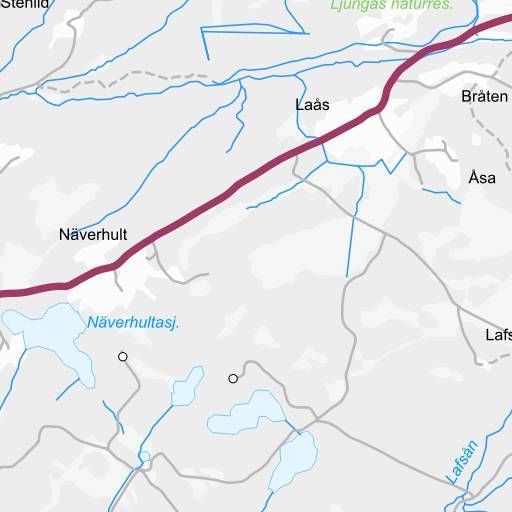 Stenlid
Ljungås naturres.
Laås
Bråten
Åsa
Näverhult
Näverhultasj.
Lafs
Lafsån